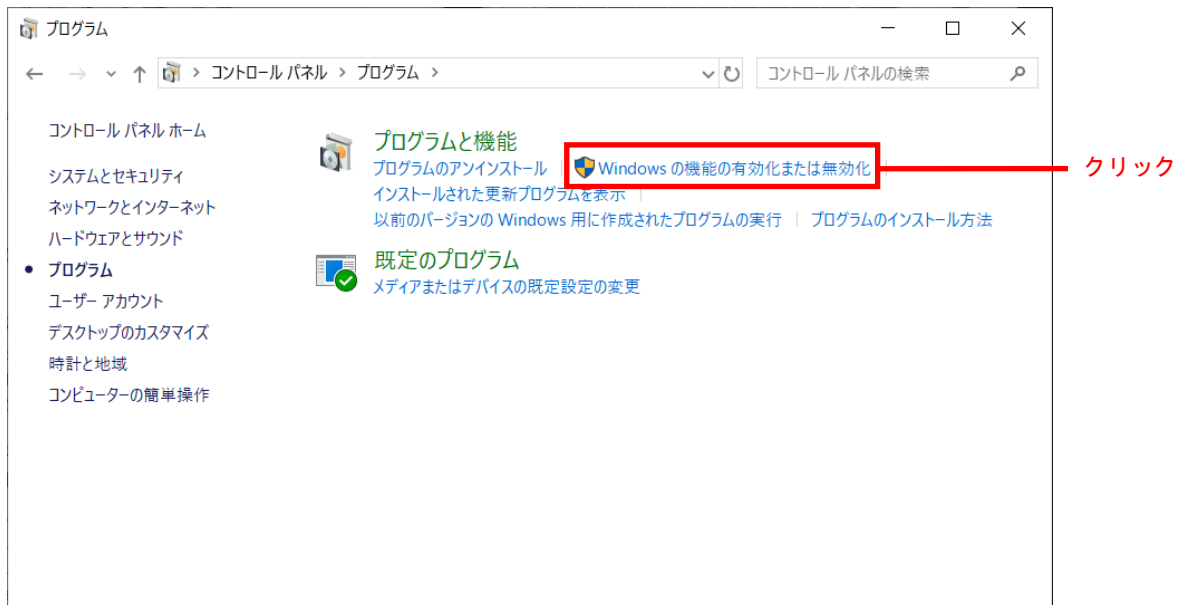 プログラム
コントロール パネル > プログラム >
コントロール パネルの検索
コントロール パネル ホーム
システムとセキュリティ
ネットワークとインターネット
ハードウェアとサウンド
プログラム
ユーザー アカウント
デスクトップのカスタマイズ
時計と地域
コンピューターの簡単操作
プログラムと機能
プログラムのアンインストール
Windows の機能の有効化または無効化
インストールされた更新プログラムを表示
以前のバージョンの Windows 用に作成されたプログラムの実行
プログラムのインストール方法
既定のプログラム
メディアまたはデバイスの既定設定の変更
クリック